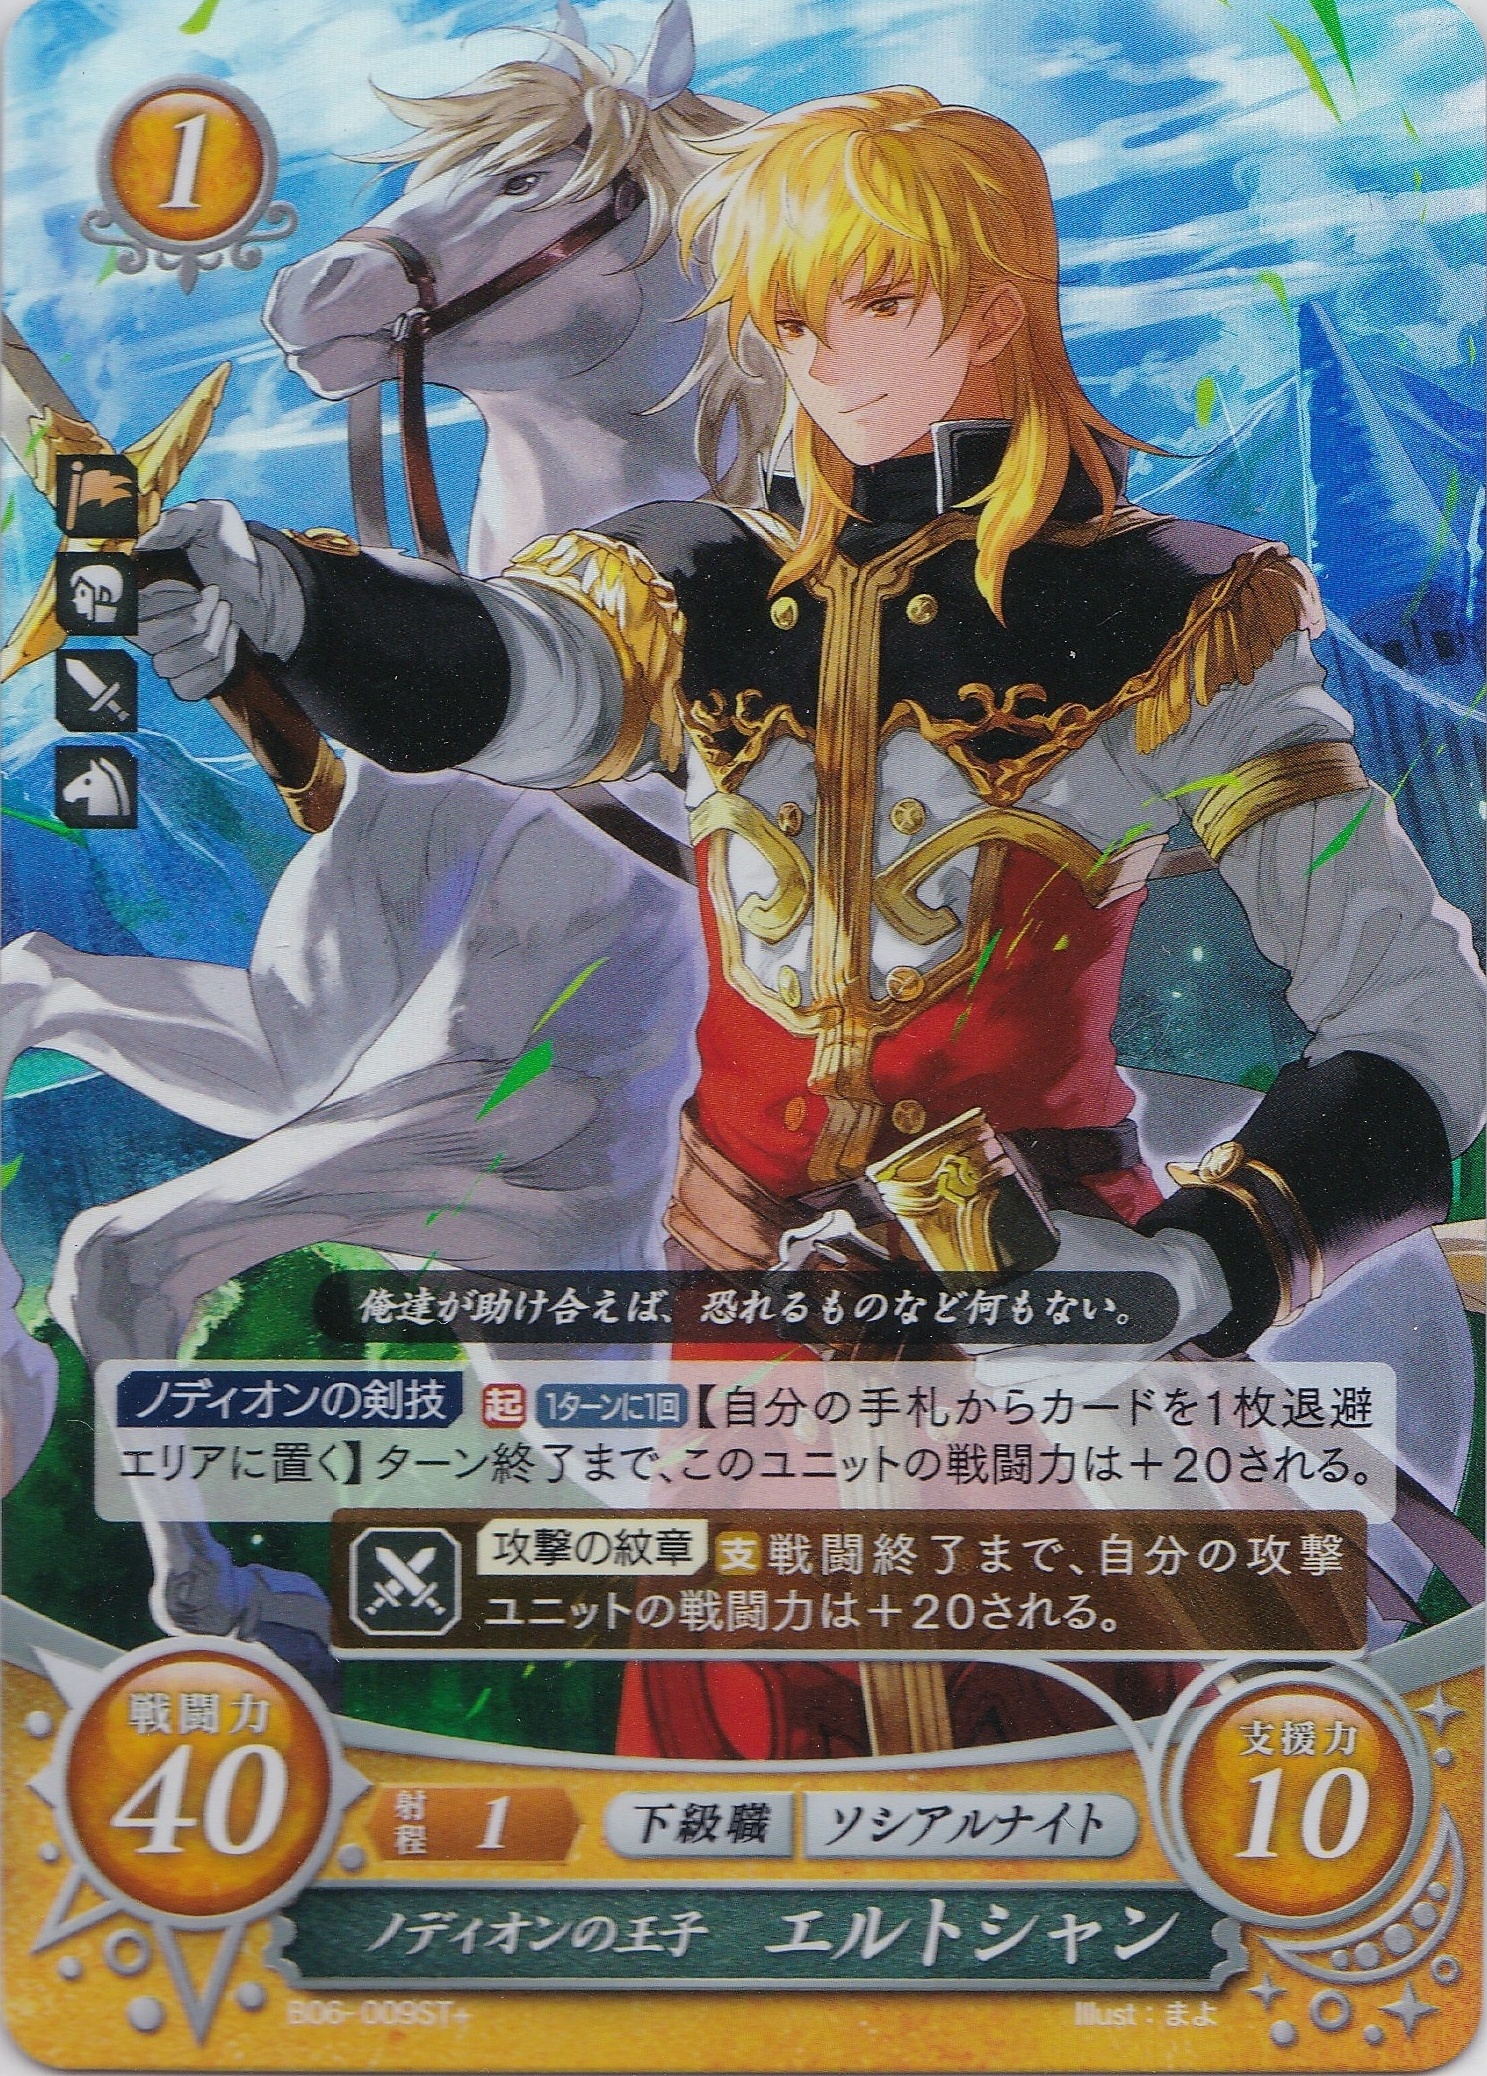 1
俺達が助け合えば、恐れるものなど何もない。
ノディオンの剣技 起 1ターンに1回【自分の手札からカードを1枚退避
エリアに置く】ターン終了まで、このユニットの戦闘力は＋20される。
攻撃の紋章 支 戦闘終了まで、自分の攻撃
ユニットの戦闘力は＋20される。
戦闘力
40
射程 1
下級職 ソシアルナイト
支援力
10
ノディオンの王子 エルトシャン
B06-009ST+
Illust：まよ